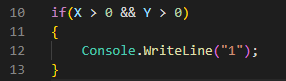 10 if(X > 0 && Y > 0)
11 {
12     Console.WriteLine("1");
13 }